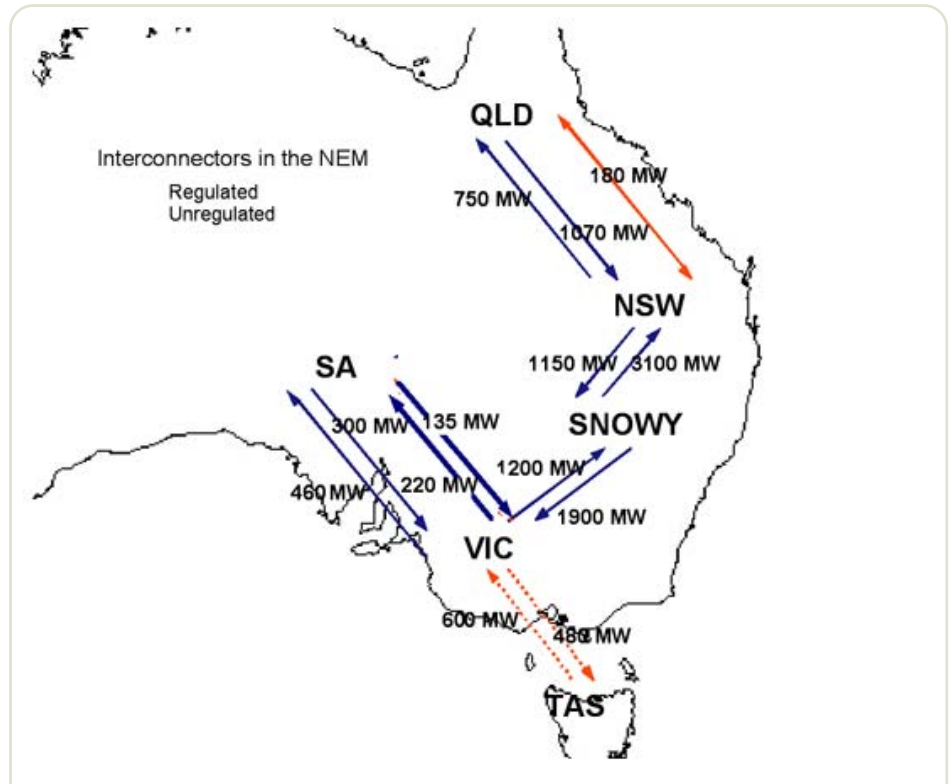 QLD
Interconnectors in the NEM
Regulated
Unregulated
180 MW
750 MW
1070 MW
NSW
1150 MW
3100 MW
SA
SNOWY
300 MW
135 MW
1200 MW
460 MW
220 MW
1900 MW
VIC
600 MW
MW
TAS